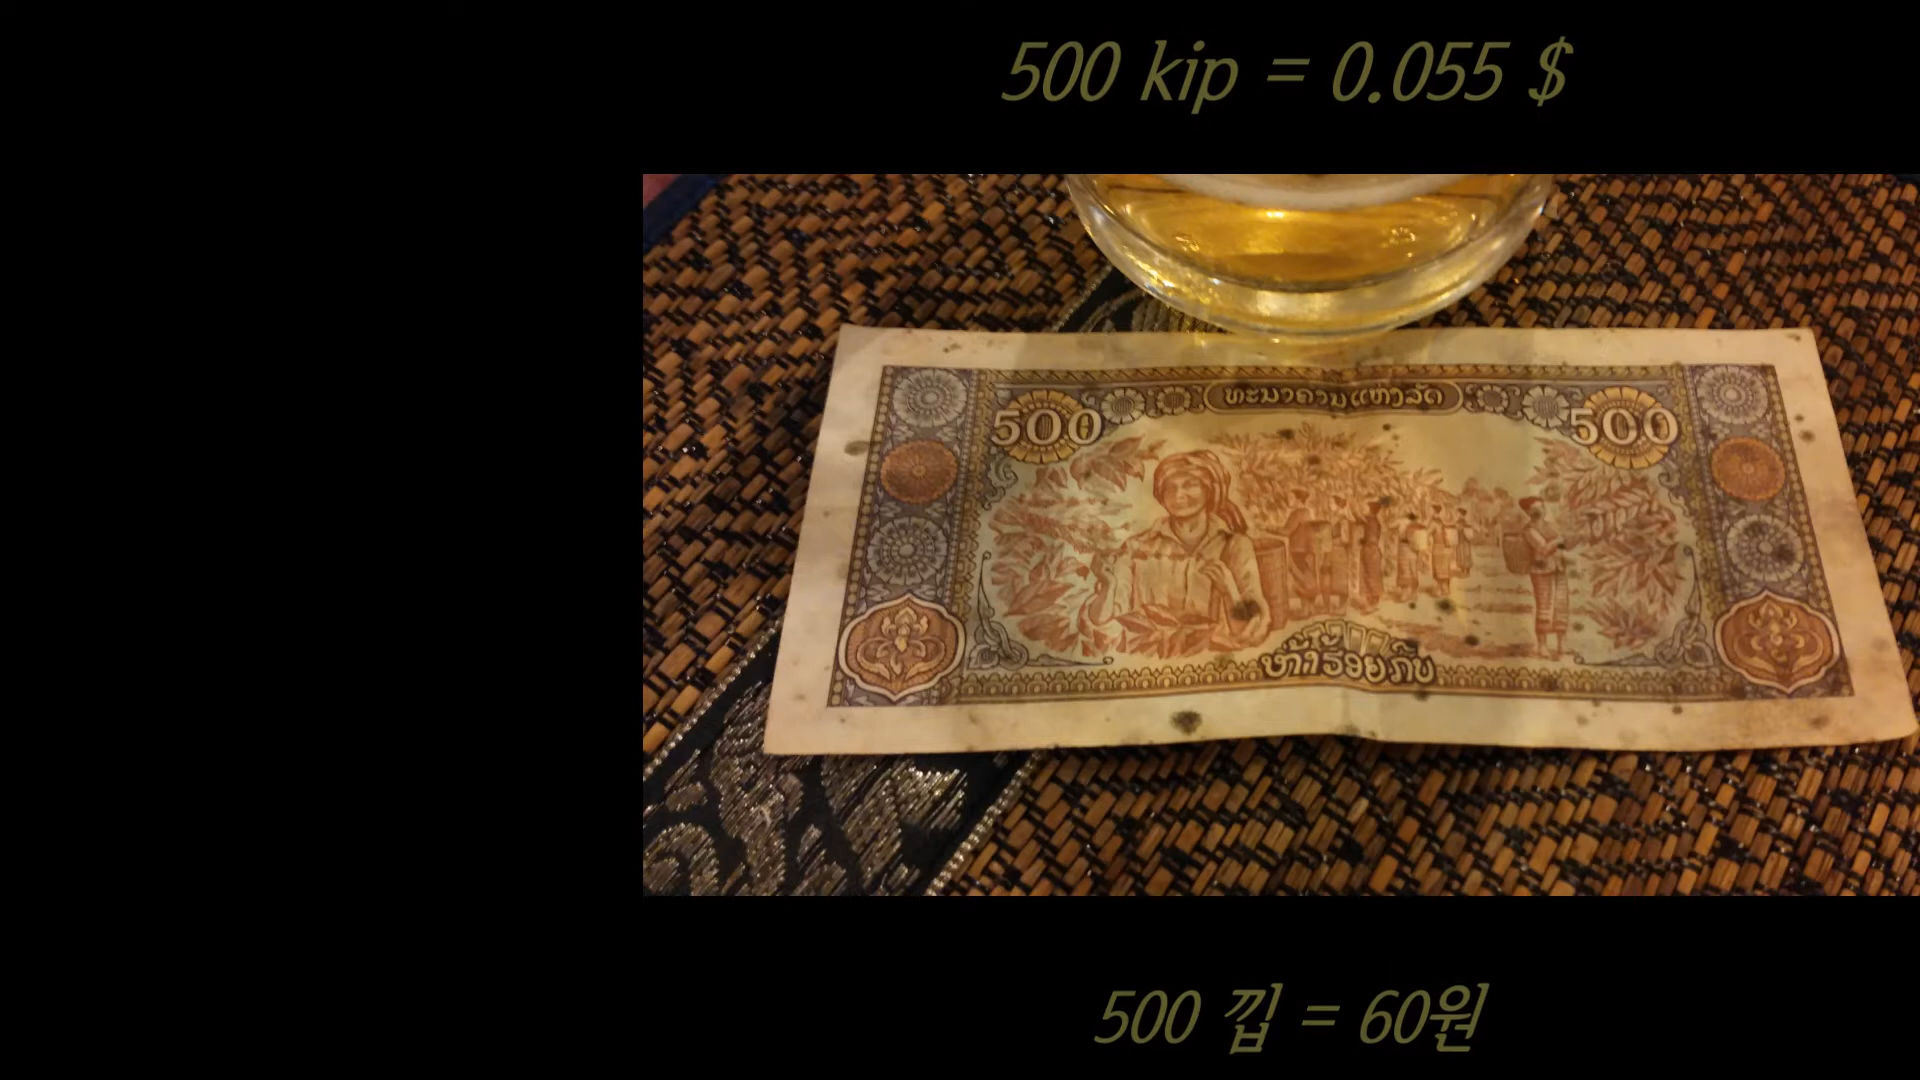 500 kip = 0.055 $
ທະນາຄານແຫ່ງລັດ
500 500
ຫ້າຮ້ອຍກີບ
500 낍 = 60원